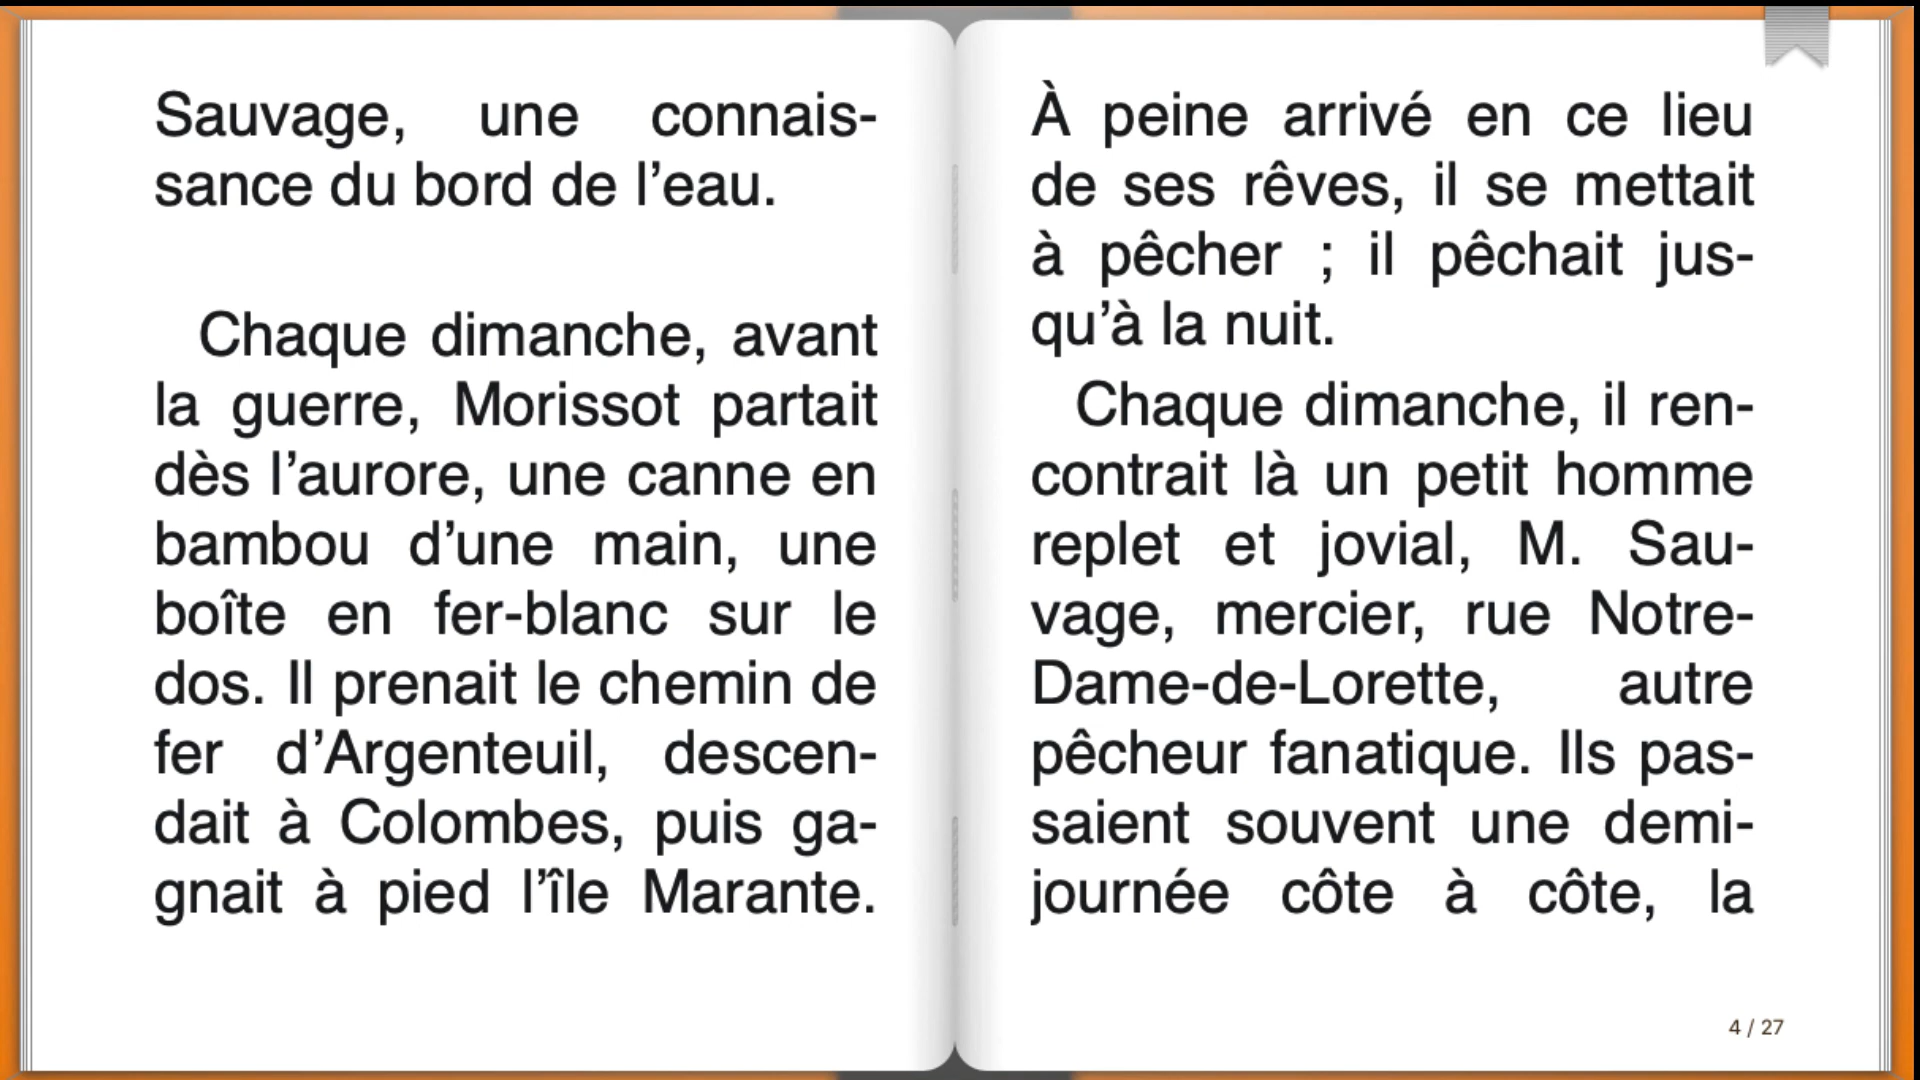 Sauvage, une connais-
sance du bord de l’eau.
Chaque dimanche, avant
la guerre, Morissot partait
dès l’aurore, une canne en
bambou d’une main, une
boîte en fer-blanc sur le
dos. Il prenait le chemin de
fer d’Argenteuil, descen-
dait à Colombes, puis ga-
gnait à pied l’île Marante.
À peine arrivé en ce lieu
de ses rêves, il se mettait
à pêcher ; il pêchait jus-
qu’à la nuit.
Chaque dimanche, il ren-
contrait là un petit homme
replet et jovial, M. Sau-
vage, mercier, rue Notre-
Dame-de-Lorette, autre
pêcheur fanatique. Ils pas-
saient souvent une demi-
journée côte à côte, la
4 / 27